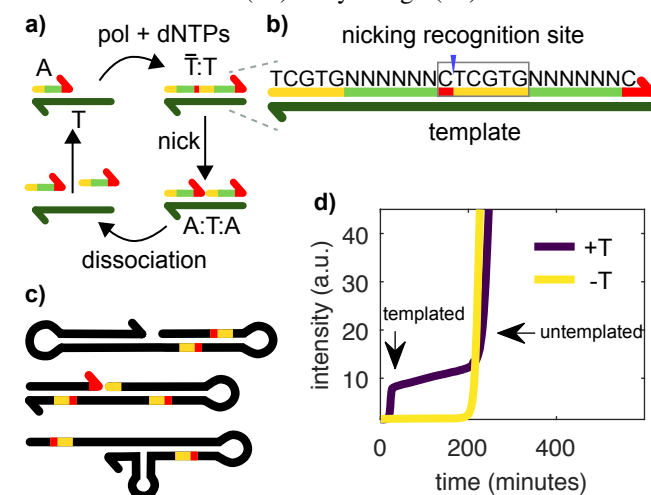 a)
pol + dNTPs
A
T̿:T
T
nick
A:T:A
dissociation
b)
nicking recognition site
TCGTGNNNNNNCTCGTGNNNNNNC
template
c)
d)
intensity (a.u.)
40
30
20
10
0
200
400
time (minutes)
+T
-T
templated
untemplated